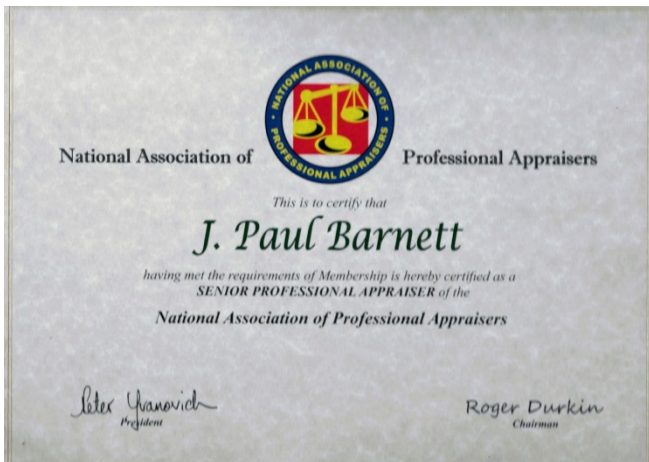 NATIONAL ASSOCIATION OF
PROFESSIONAL APPRAISERS
National Association of Professional Appraisers
This is to certify that
J. Paul Barnett
having met the requirements of Membership is hereby certified as a
SENIOR PROFESSIONAL APPRAISER of the
National Association of Professional Appraisers
Peter Yvanovich Roger Durkin
President Chairman